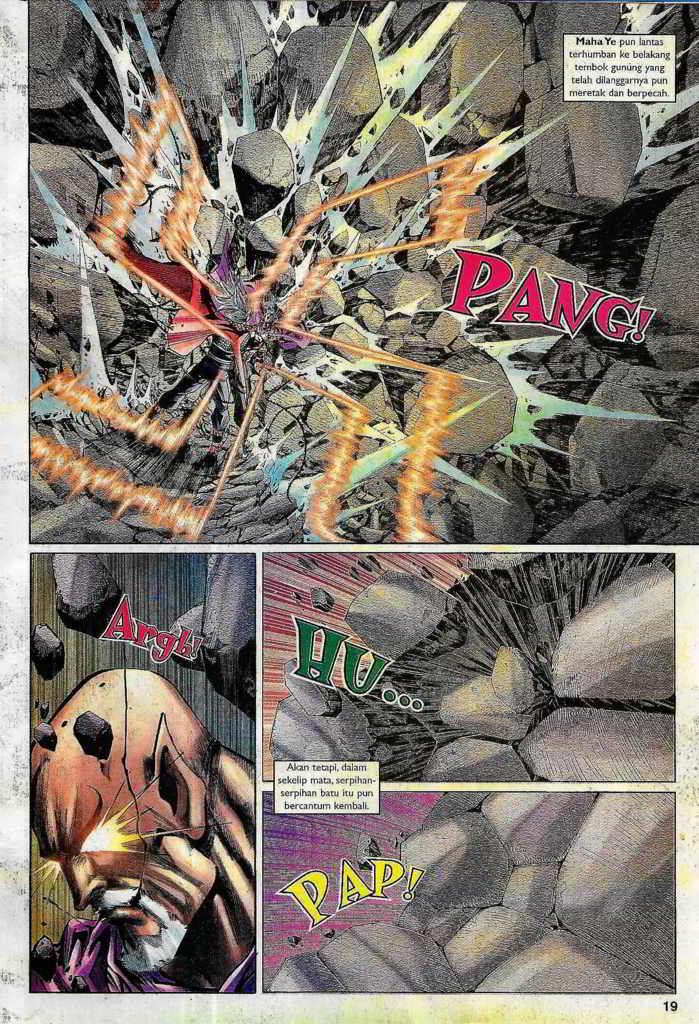 Maha Ye pun lantas
terhumban ke belakang
tembok gunung yang
telah dilanggarnya pun
meretak dan berpecah.
PANG!
Argh!
HU...
Akan tetapi, dalam
sekelip mata, serpihan-
serpihan batu itu pun
bercantum kembali.
PAP!
19